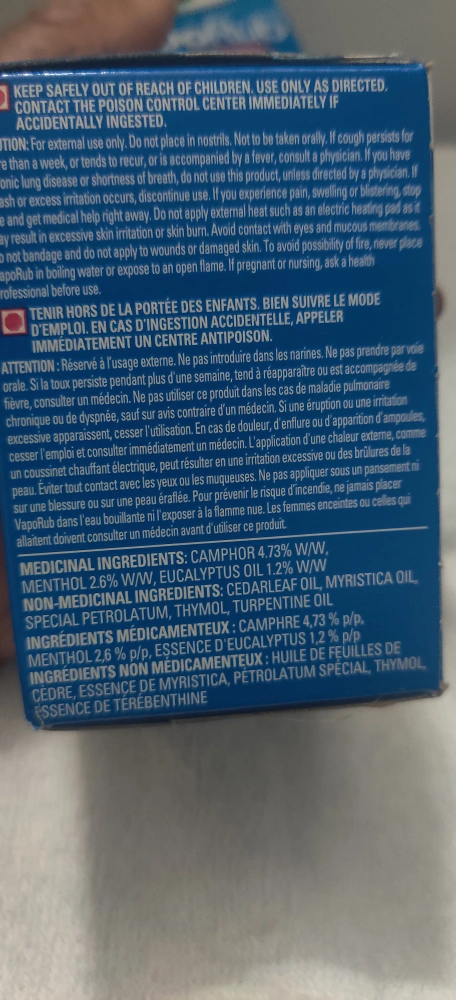 VapoRub
KEEP SAFELY OUT OF REACH OF CHILDREN. USE ONLY AS DIRECTED.
CONTACT THE POISON CONTROL CENTER IMMEDIATELY IF
ACCIDENTALLY INGESTED.
TION: For external use only. Do not place in nostrils. Not to be taken orally. If cough persists for
re than a week, or tends to recur, or is accompanied by a fever, consult a physician. If you have
onic lung disease or shortness of breath, do not use this product, unless directed by a physician. If
ash or excess irritation occurs, discontinue use. If you experience pain, swelling or blistering, stop
e and get medical help right away. Do not apply external heat such as an electric heating pad as it
ay result in excessive skin irritation or skin burn. Avoid contact with eyes and mucous membranes.
o not bandage and do not apply to wounds or damaged skin. To avoid possibility of fire, never place
apoRub in boiling water or expose to an open flame. If pregnant or nursing, ask a health
rofessional before use.
TENIR HORS DE LA PORTÉE DES ENFANTS. BIEN SUIVRE LE MODE
D'EMPLOI. EN CAS D'INGESTION ACCIDENTELLE, APPELER
IMMÉDIATEMENT UN CENTRE ANTIPOISON.
ATTENTION : Réservé à l'usage externe. Ne pas introduire dans les narines. Ne pas prendre par voie
orale. Si la toux persiste pendant plus d'une semaine, tend à réapparaître ou est accompagnée de
fièvre, consulter un médecin. Ne pas utiliser ce produit dans les cas de maladie pulmonaire
chronique ou de dyspnée, sauf sur avis contraire d'un médecin. Si une éruption ou une irritation
excessive apparaissent, cesser l'utilisation. En cas de douleur, d'enflure ou d'apparition d'ampoules,
cesser l'emploi et consulter immédiatement un médecin. L'application d'une chaleur externe, comme
un coussinet chauffant électrique, peut résulter en une irritation excessive ou des brûlures de la
peau. Éviter tout contact avec les yeux ou les muqueuses. Ne pas appliquer sous un pansement ni
sur une blessure ou sur une peau éraflée. Pour prévenir le risque d'incendie, ne jamais placer
VapoRub dans l'eau bouillante ni l'exposer à la flamme nue. Les femmes enceintes ou celles qui
allaitent doivent consulter un médecin avant d'utiliser ce produit.
MEDICINAL INGREDIENTS: CAMPHOR 4.73% W/W,
MENTHOL 2.6% W/W, EUCALYPTUS OIL 1.2% W/W
NON-MEDICINAL INGREDIENTS: CEDARLEAF OIL, MYRISTICA OIL,
SPECIAL PETROLATUM, THYMOL, TURPENTINE OIL
INGRÉDIENTS MÉDICAMENTEUX : CAMPHRE 4,73 % p/p,
MENTHOL 2,6 % p/p, ESSENCE D'EUCALYPTUS 1,2 % p/p
INGRÉDIENTS NON MÉDICAMENTEUX : HUILE DE FEUILLES DE
CÈDRE, ESSENCE DE MYRISTICA, PÉTROLATUM SPÉCIAL, THYMOL,
ESSENCE DE TÉRÉBENTHINE